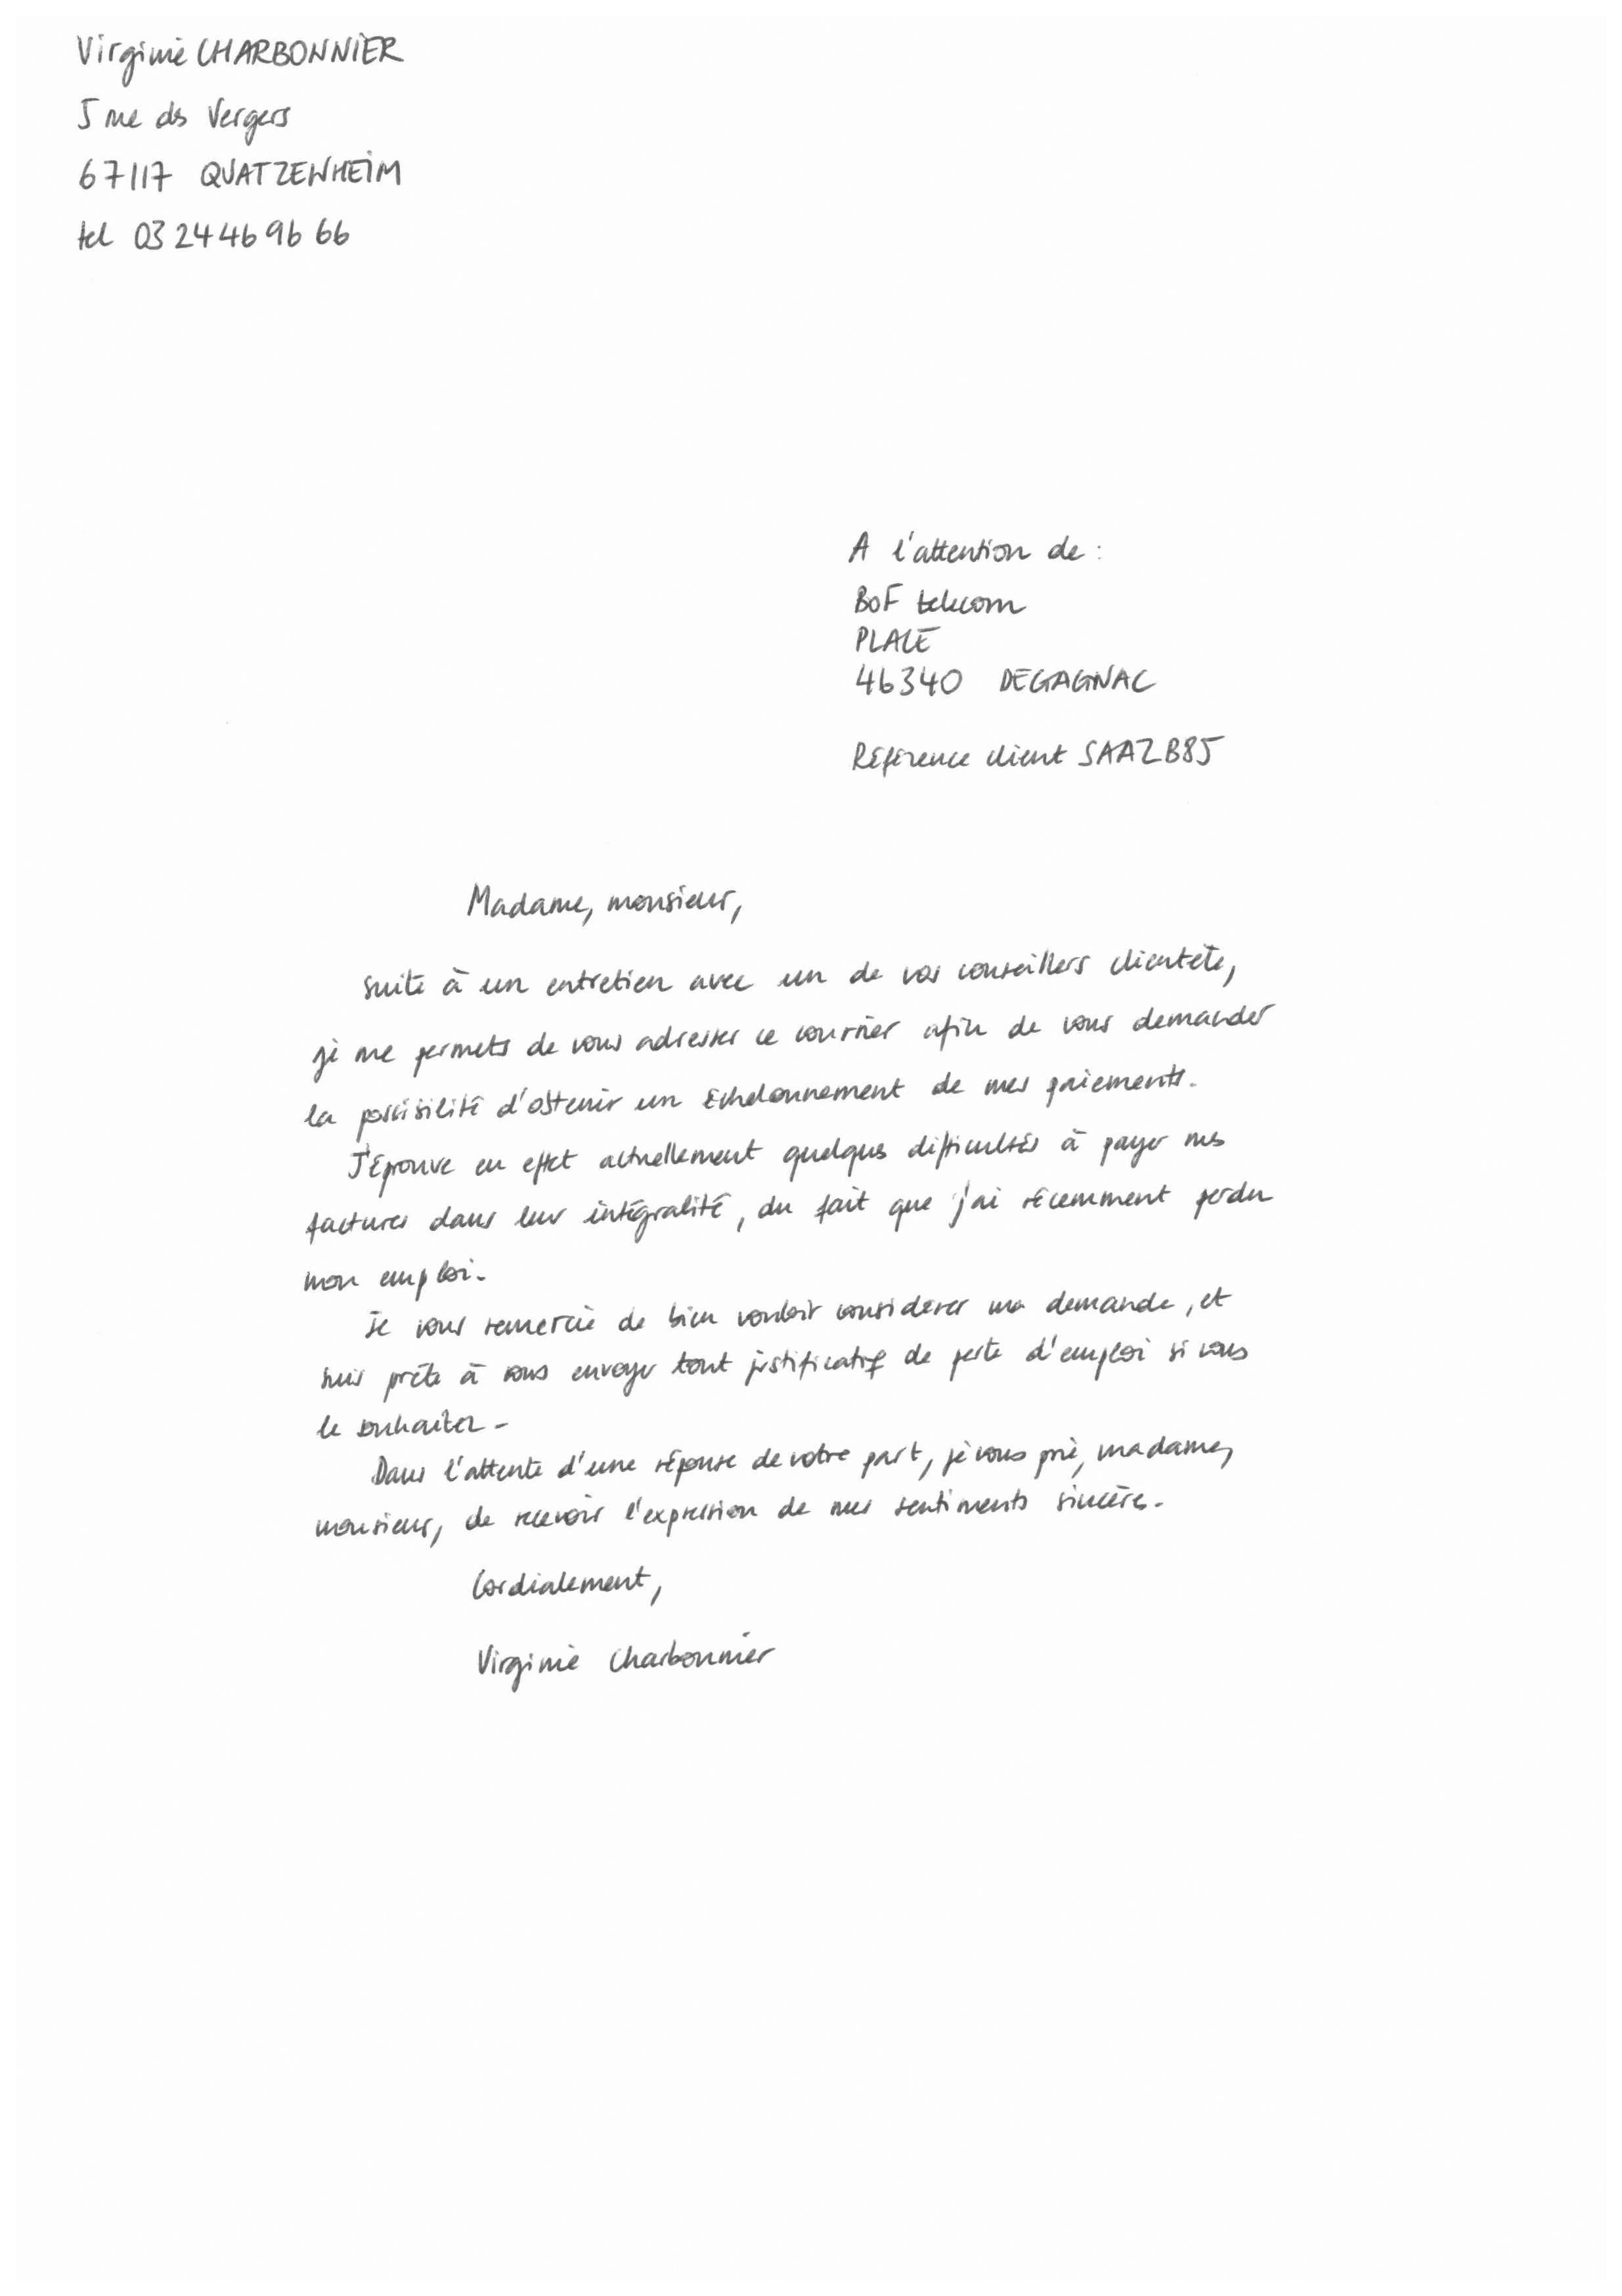 Virginie CHARBONNIER
5 rue des Vergers
67117 QUATZENHEIM
tel 03 24 46 96 66
A l'attention de :
BoF telecom
PLACE
46340 DEGAGNAC
Référence client SAAZB85
Madame, monsieur,
suite à un entretien avec un de vos conseillers clientèle,
je me permets de vous adresser ce courrier afin de vous demander
la possibilité d'obtenir un échelonnement de mes paiements.
J'éprouve en effet actuellement quelques difficultés à payer mes
factures dans leur intégralité, du fait que j'ai récemment perdu
mon emploi.
Je vous remercie de bien vouloir considérer ma demande, et
suis prête à vous envoyer tout justificatif de perte d'emploi si vous
le souhaitez.
Dans l'attente d'une réponse de votre part, je vous prie, madame,
monsieur, de recevoir l'expression de mes sentiments sincères.
Cordialement,
Virginie Charbonnier